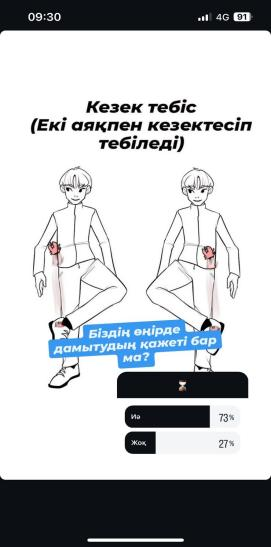 09:30
4G 91
Кезек тебіс
(Екі аяқпен кезектесіп
тебіледі)
Біздің өңірде
дамытудың қажеті бар
ма?
Иә 73%
Жоқ 27%